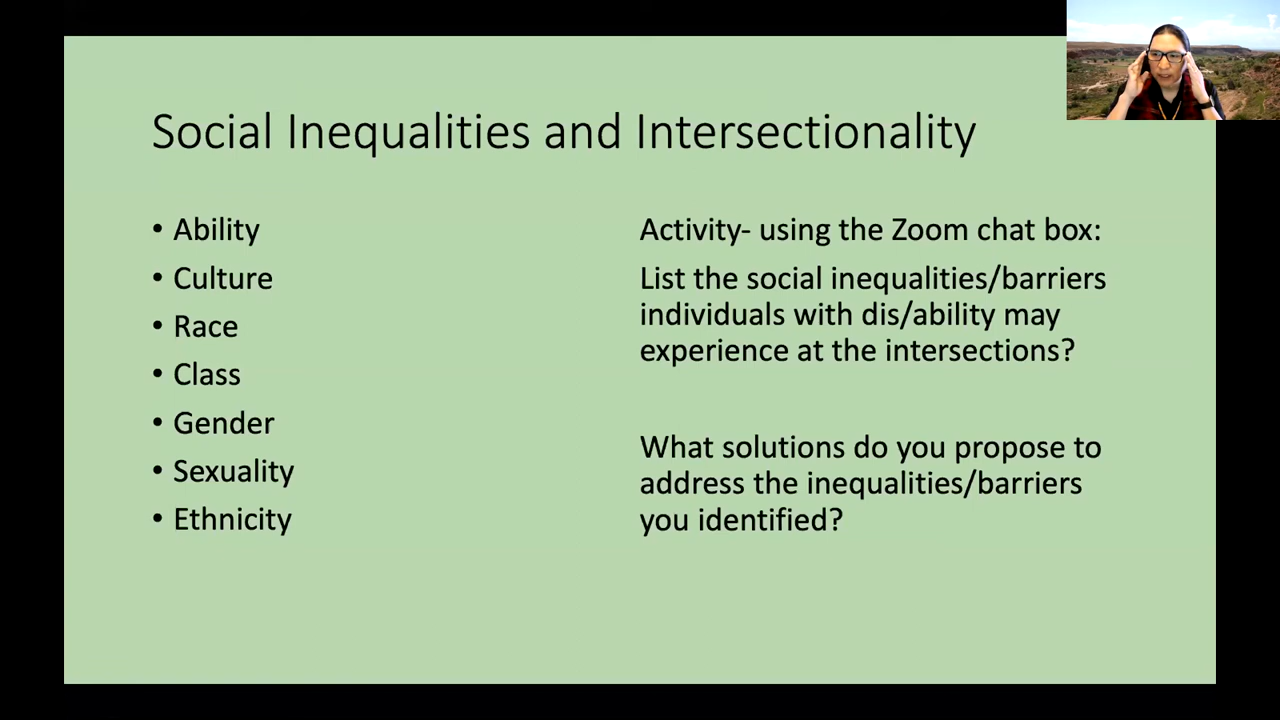 Social Inequalities and Intersectionality
• Ability
• Culture
• Race
• Class
• Gender
• Sexuality
• Ethnicity
Activity- using the Zoom chat box:
List the social inequalities/barriers
individuals with dis/ability may
experience at the intersections?
What solutions do you propose to
address the inequalities/barriers
you identified?